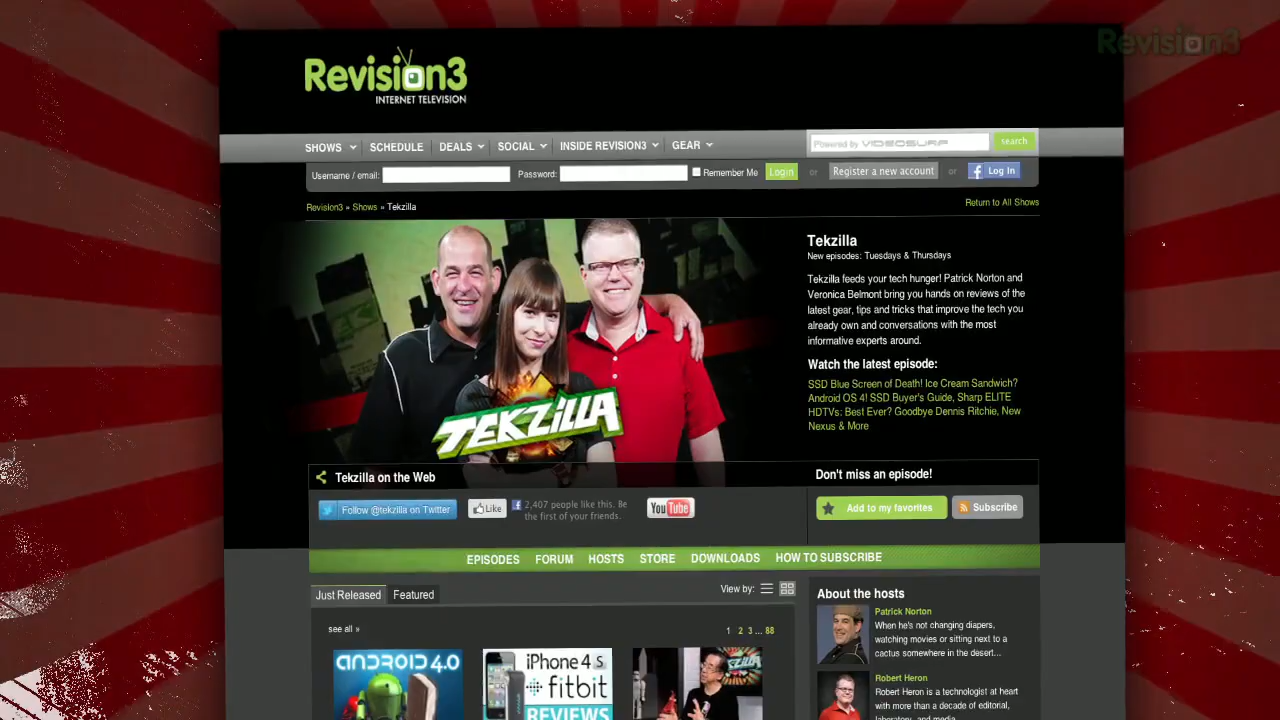 Revision3
Revision3
INTERNET TELEVISION
SHOWS SCHEDULE DEALS SOCIAL INSIDE REVISION3 GEAR
Powered by VIDEOSURF search
Username / email: Password: Remember Me Login or Register a new account or f Log In
Revision3 » Shows » Tekzilla
Return to All Shows
Tekzilla
New episodes: Tuesdays & Thursdays
Tekzilla feeds your tech hunger! Patrick Norton and
Veronica Belmont bring you hands on reviews of the
latest gear, tips and tricks that improve the tech you
already own and conversations with the most
informative experts around.
Watch the latest episode:
SSD Blue Screen of Death! Ice Cream Sandwich?
Android OS 4! SSD Buyer's Guide, Sharp ELITE
HDTVs: Best Ever? Goodbye Dennis Ritchie, New
Nexus & More
TEKZILLA
Tekzilla on the Web
Don't miss an episode!
Follow @tekzilla on Twitter
Like
f 2,407 people like this. Be
the first of your friends.
YouTube
Add to my favorites
Subscribe
EPISODES FORUM HOSTS STORE DOWNLOADS HOW TO SUBSCRIBE
Just Released Featured
View by:
see all »
1 2 3 ... 88
ANDROID 4.0
iPhone 4S
fitbit
REVIEWS
TEKZILLA
About the hosts
Patrick Norton
When he's not changing diapers,
watching movies or sitting next to a
cactus somewhere in the desert...
Robert Heron
Robert Heron is a technologist at heart
with more than a decade of editorial,
laboratory, and media